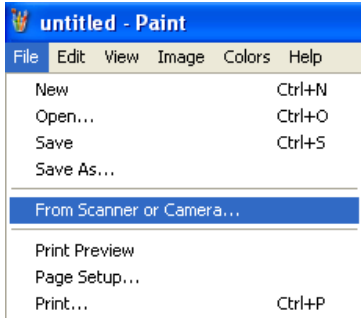 untitled - Paint
File Edit View Image Colors Help
New Ctrl+N
Open... Ctrl+O
Save Ctrl+S
Save As...
From Scanner or Camera...
Print Preview
Page Setup...
Print... Ctrl+P